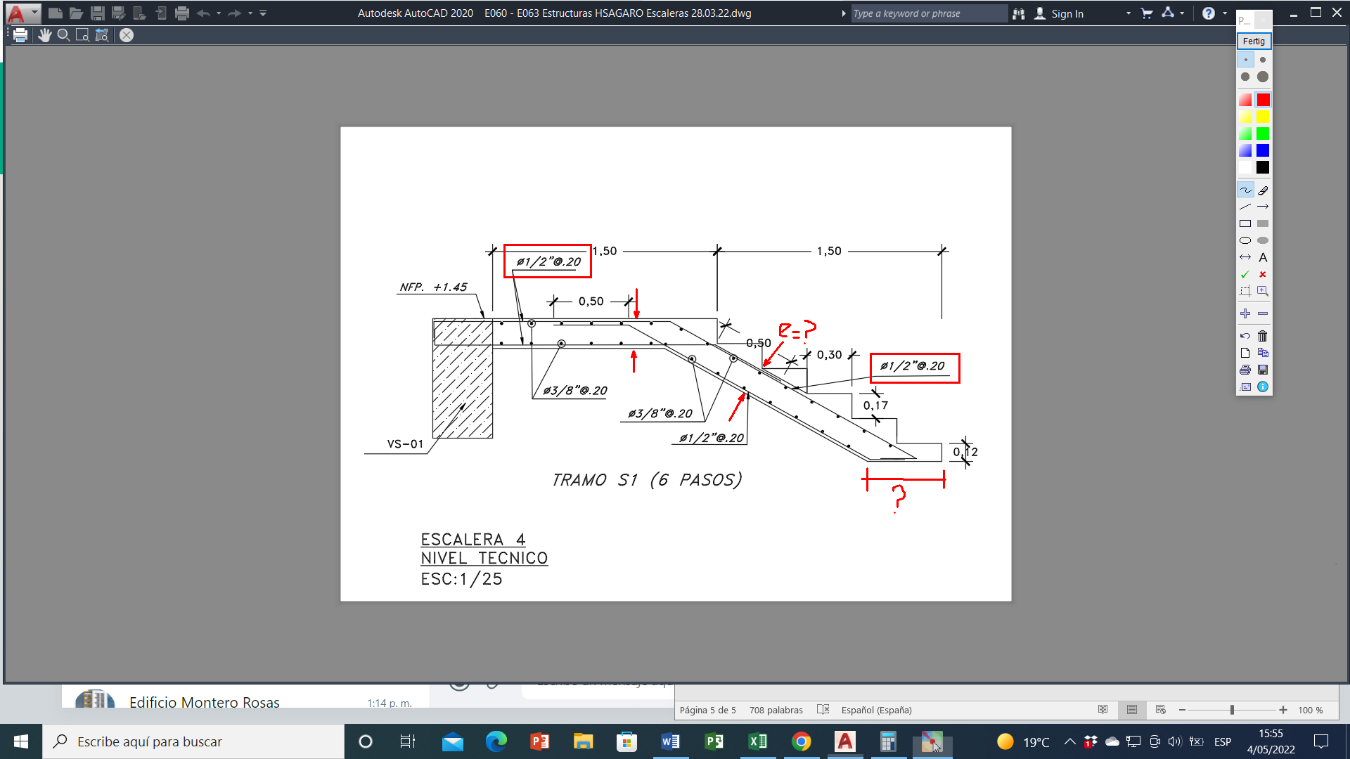 Autodesk AutoCAD 2020 E060 - E063 Estructuras HSAGARO Escaleras 28.03.22.dwg
Type a keyword or phrase
Sign In
Fertig
1,50
1,50
ø1/2"@.20
NFP. +1.45
0,50
e=?
0,50
0,30
ø1/2"@.20
ø3/8"@.20
0,17
ø3/8"@.20
ø1/2"@.20
VS-01
0,12
TRAMO S1 (6 PASOS)
?
ESCALERA 4
NIVEL TECNICO
ESC:1/25
Edificio Montero Rosas
1:14 p. m.
Página 5 de 5 708 palabras Español (España)
100 %
Escribe aquí para buscar
19°C
ESP
15:55
4/05/2022